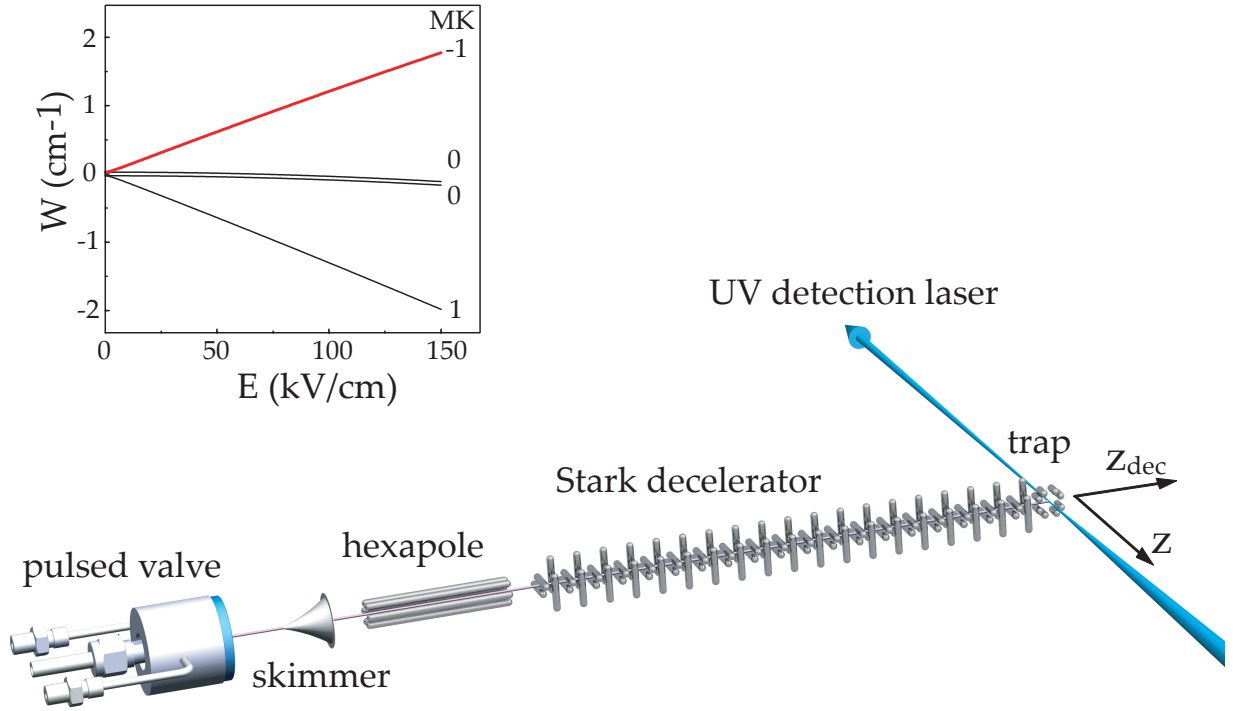 MK
2
-1
1
W (cm-1)
0
0
0
-1
-2
1
0
50
100
150
E (kV/cm)
UV detection laser
trap
zdec
Stark decelerator
z
hexapole
pulsed valve
skimmer